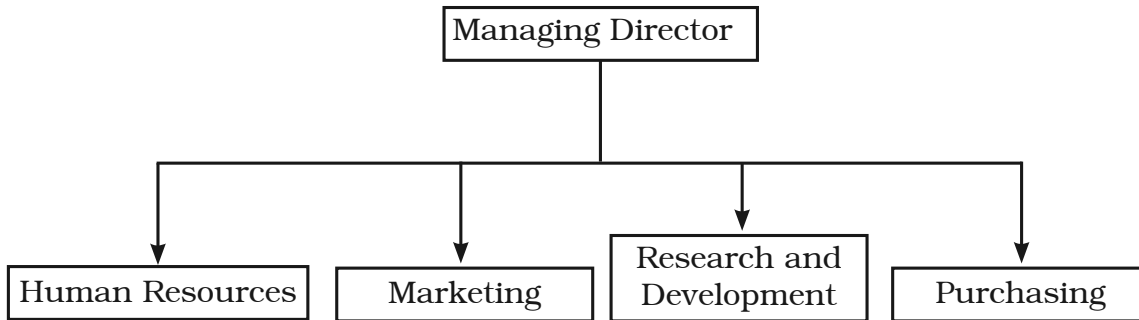 Managing Director
Human Resources
Marketing
Research and
Development
Purchasing